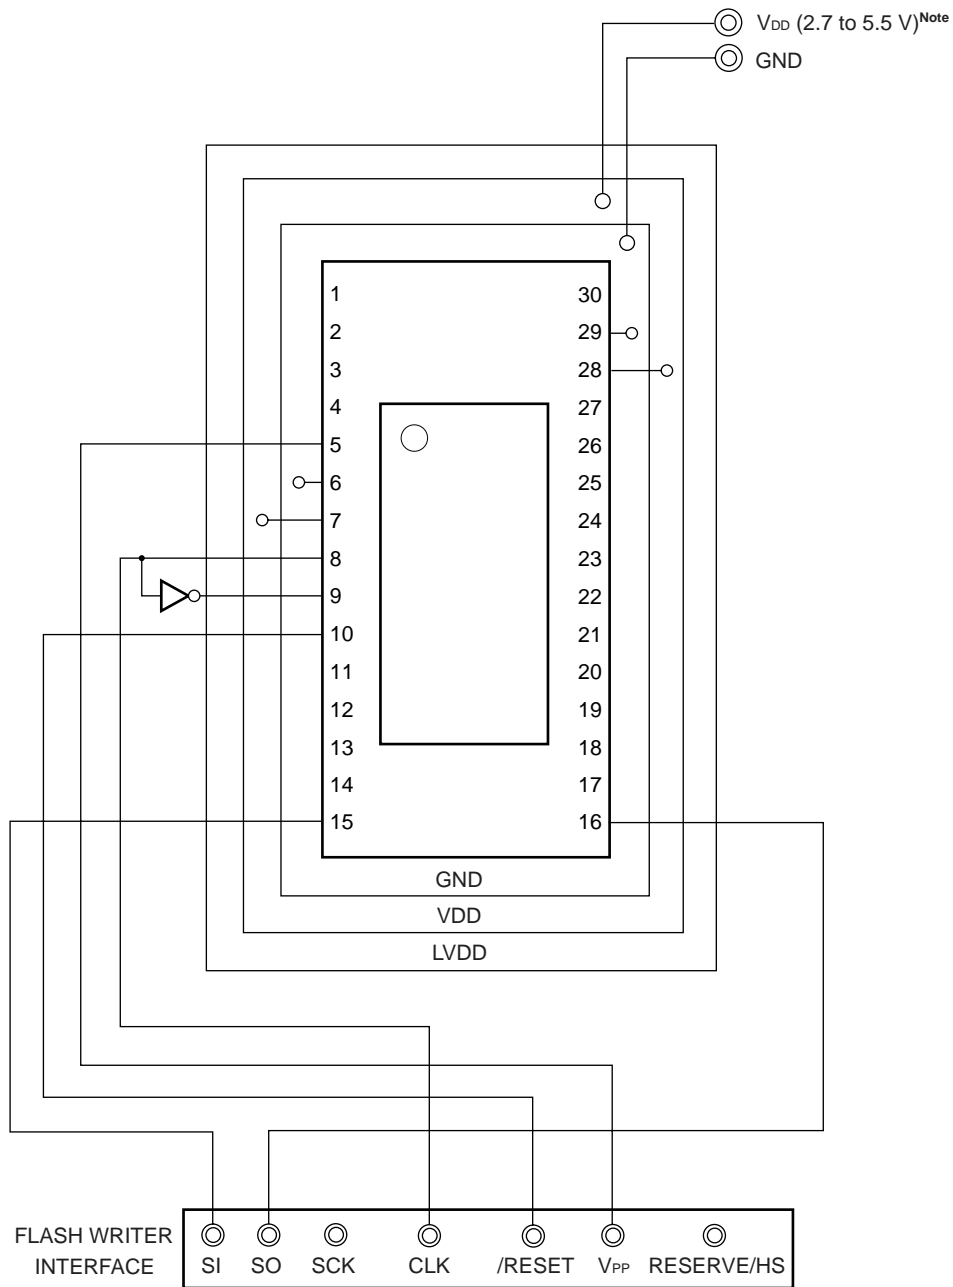 VDD (2.7 to 5.5 V)Note
GND
1 30
2 29
3 28
4 27
5 26
6 25
7 24
8 23
9 22
10 21
11 20
12 19
13 18
14 17
15 16
GND
VDD
LVDD
FLASH WRITER
INTERFACE
SI SO SCK CLK /RESET VPP RESERVE/HS